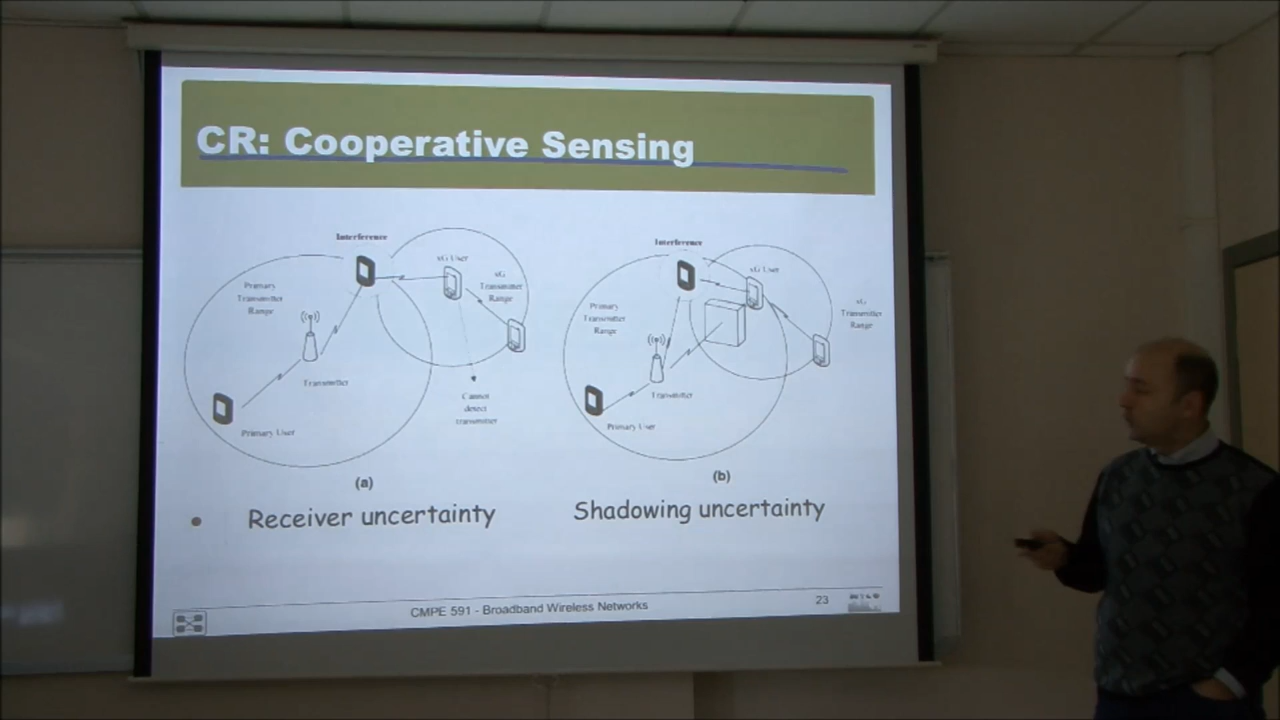 CR: Cooperative Sensing
Interference
xG User
Primary
Transmitter
Range
xG
Transmitter
Range
Transmitter
Cannot
detect
transmitter
Primary User
(a)
Interference
xG User
Primary
Transmitter
Range
xG
Transmitter
Range
Transmitter
Primary User
(b)
• Receiver uncertainty
Shadowing uncertainty
CMPE 591 - Broadband Wireless Networks
23